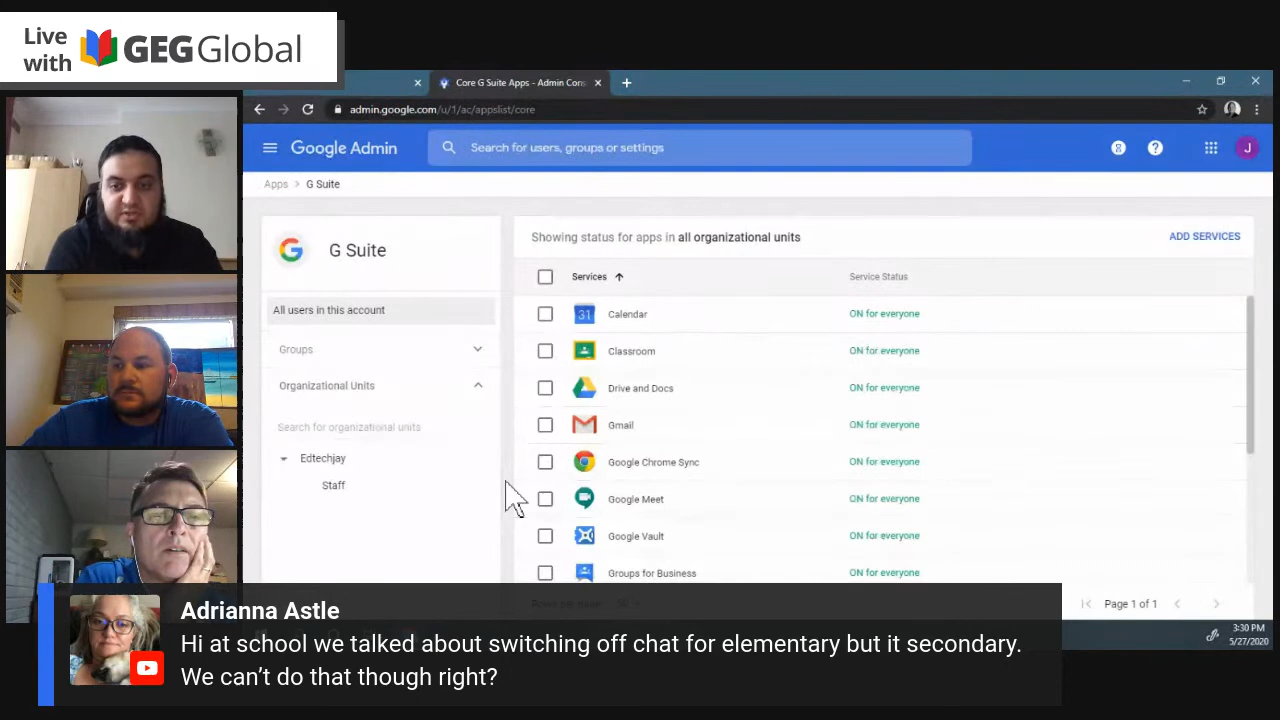 Live
with
GEG Global
Core G Suite Apps - Admin Cons
admin.google.com/u/1/ac/appslist/core
Google Admin
Search for users, groups or settings
J
Apps > G Suite
G Suite
All users in this account
Groups
Organizational Units
Search for organizational units
Edtechjay
Staff
Showing status for apps in all organizational units
ADD SERVICES
Services
Service Status
31
Calendar
ON for everyone
Classroom
ON for everyone
Drive and Docs
ON for everyone
Gmail
ON for everyone
Google Chrome Sync
ON for everyone
Google Meet
ON for everyone
Google Vault
ON for everyone
Groups for Business
ON for everyone
Page 1 of 1
3:30 PM
5/27/2020
Adrianna Astle
Hi at school we talked about switching off chat for elementary but it secondary.
We can't do that though right?